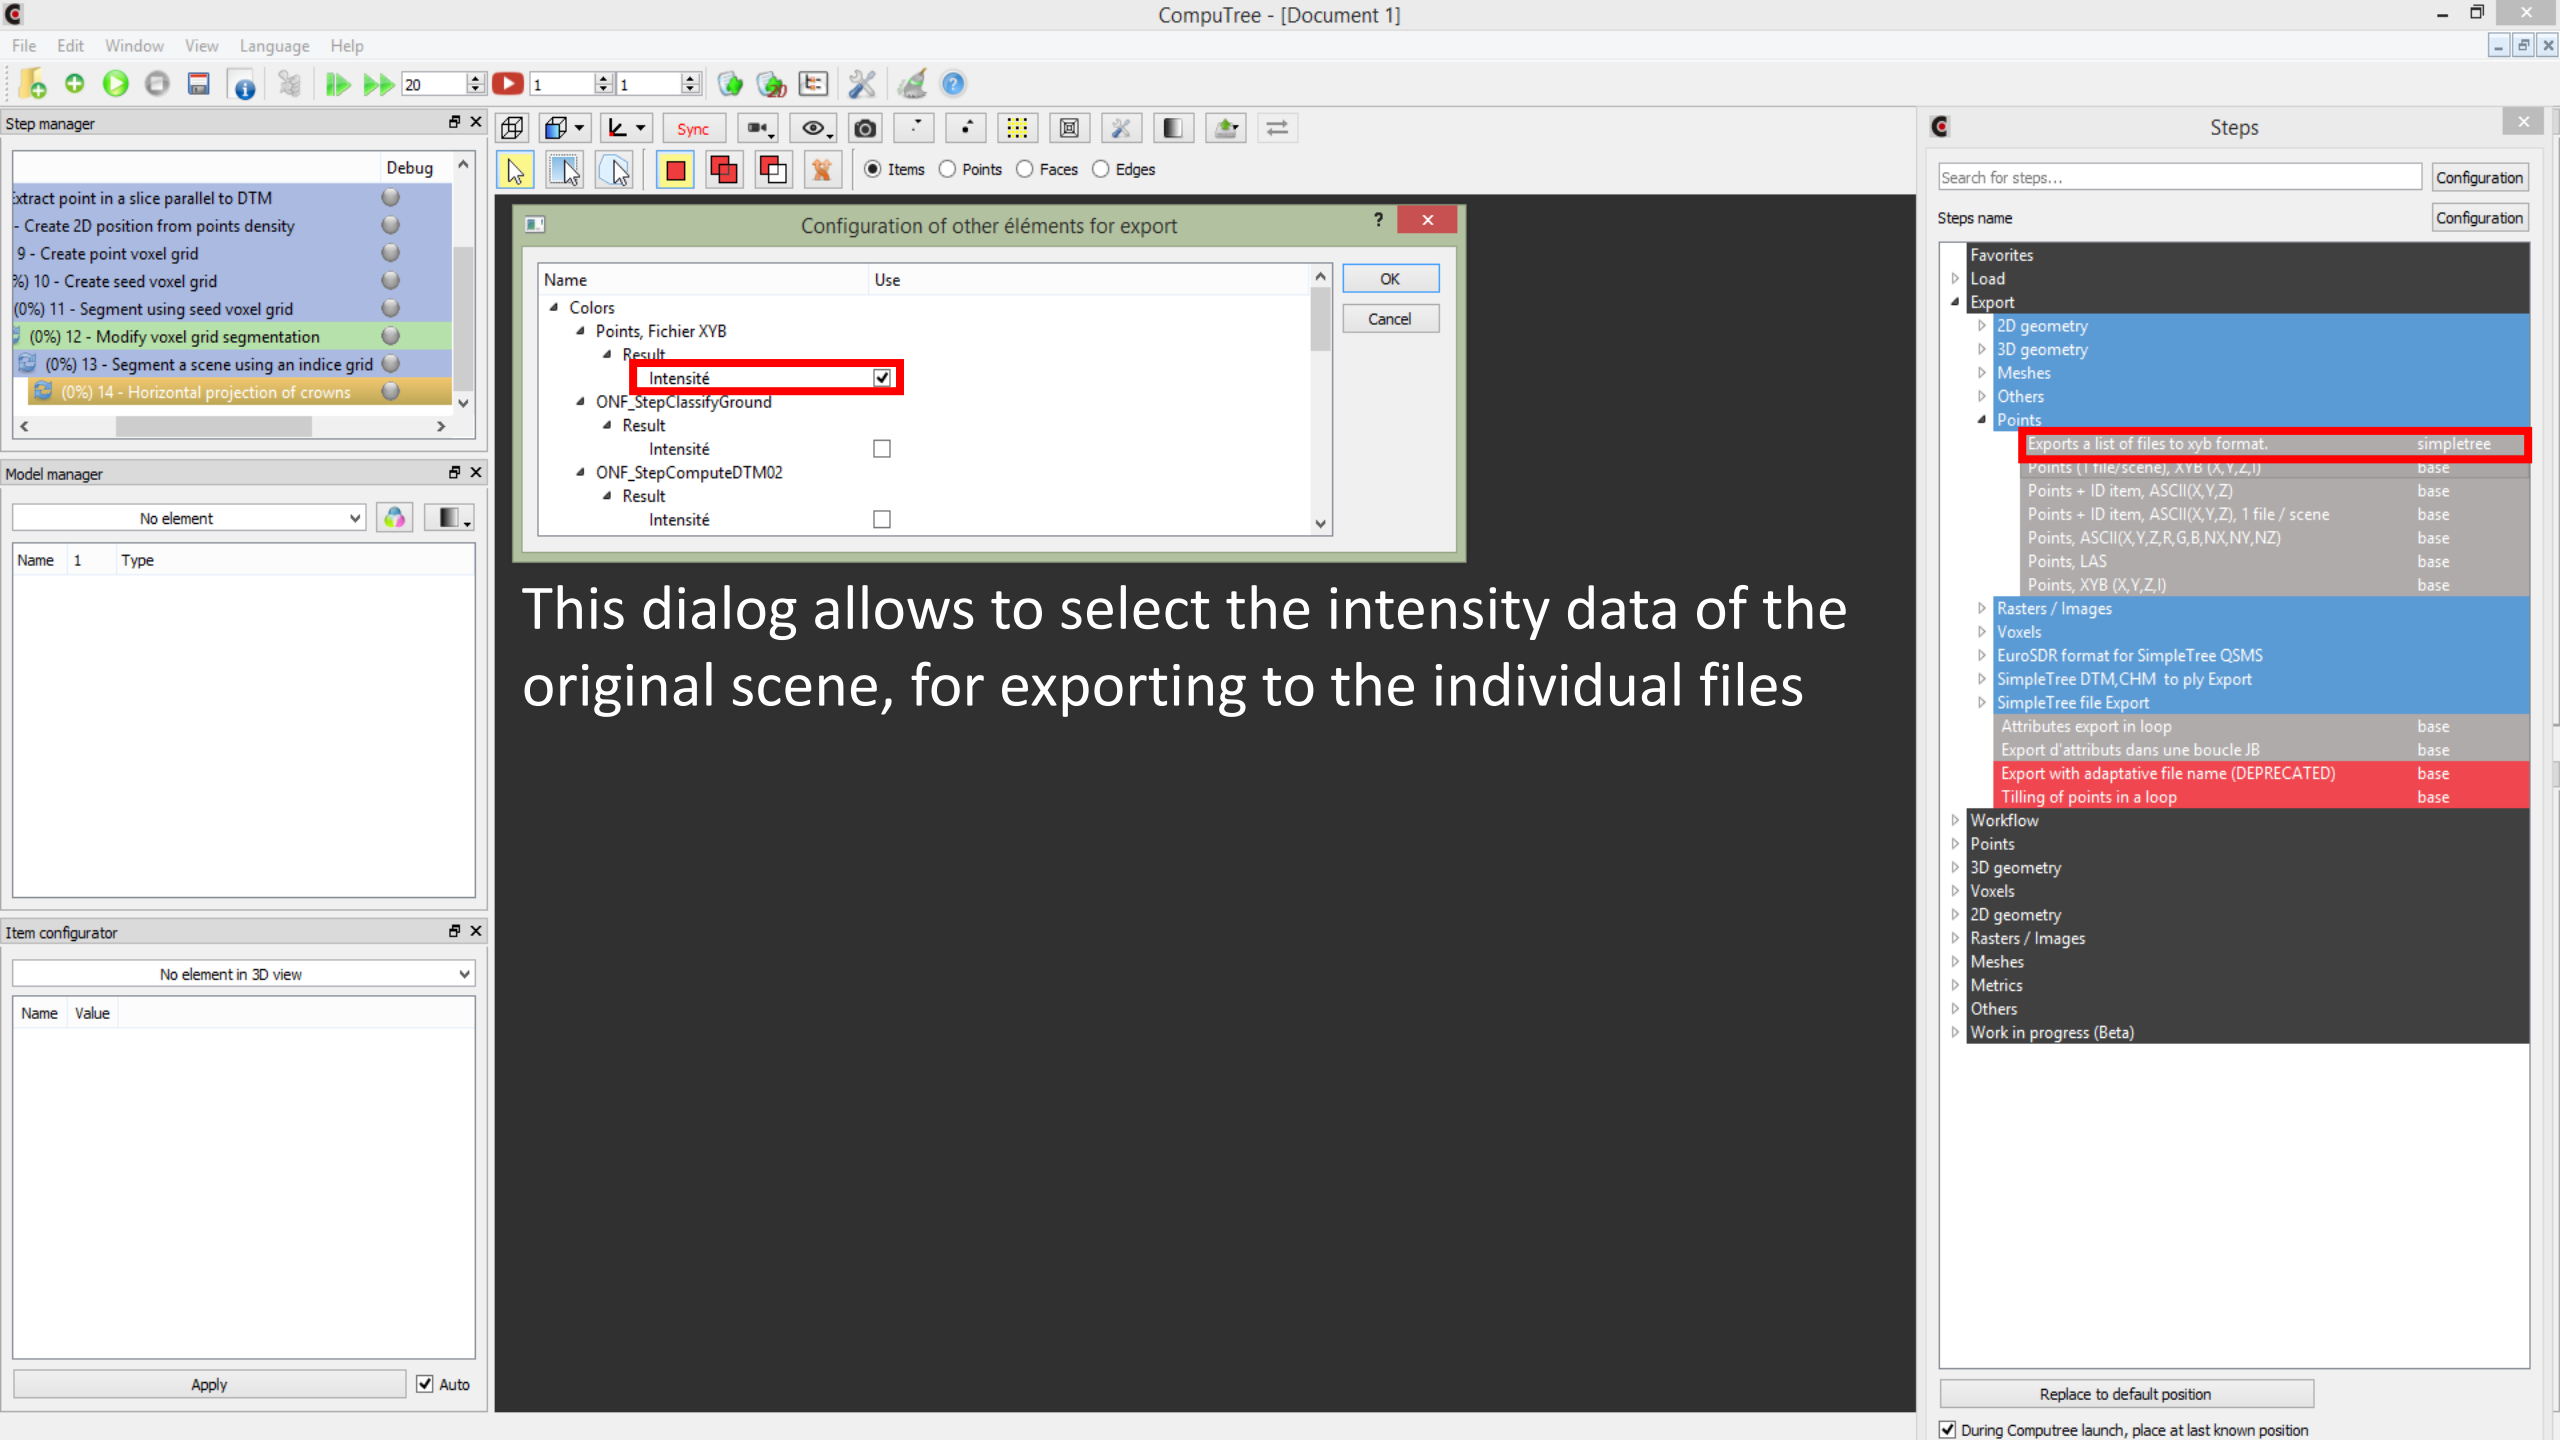 CompuTree - [Document 1]
File Edit Window View Language Help
20 1 1
Step manager
Debug
Extract point in a slice parallel to DTM
- Create 2D position from points density
9 - Create point voxel grid
%) 10 - Create seed voxel grid
(0%) 11 - Segment using seed voxel grid
(0%) 12 - Modify voxel grid segmentation
(0%) 13 - Segment a scene using an indice grid
(0%) 14 - Horizontal projection of crowns
Model manager
No element
Name 1 Type
Item configurator
No element in 3D view
Name Value
Apply Auto
Sync
Items Points Faces Edges
Configuration of other éléments for export ?
Name Use
OK
Cancel
Colors
Points, Fichier XYB
Result
Intensité
ONF_StepClassifyGround
Result
Intensité
ONF_StepComputeDTM02
Result
Intensité
This dialog allows to select the intensity data of the
original scene, for exporting to the individual files
Steps
Search for steps... Configuration
Steps name Configuration
Favorites
Load
Export
2D geometry
3D geometry
Meshes
Others
Points
Exports a list of files to xyb format. simpletree
Points (1 file/scene), XYB (X,Y,Z,I) base
Points + ID item, ASCII(X,Y,Z) base
Points + ID item, ASCII(X,Y,Z), 1 file / scene base
Points, ASCII(X,Y,Z,R,G,B,NX,NY,NZ) base
Points, LAS base
Points, XYB (X,Y,Z,I) base
Rasters / Images
Voxels
EuroSDR format for SimpleTree QSMS
SimpleTree DTM,CHM to ply Export
SimpleTree file Export
Attributes export in loop base
Export d'attributs dans une boucle JB base
Export with adaptative file name (DEPRECATED) base
Tilling of points in a loop base
Workflow
Points
3D geometry
Voxels
2D geometry
Rasters / Images
Meshes
Metrics
Others
Work in progress (Beta)
Replace to default position
During Computree launch, place at last known position